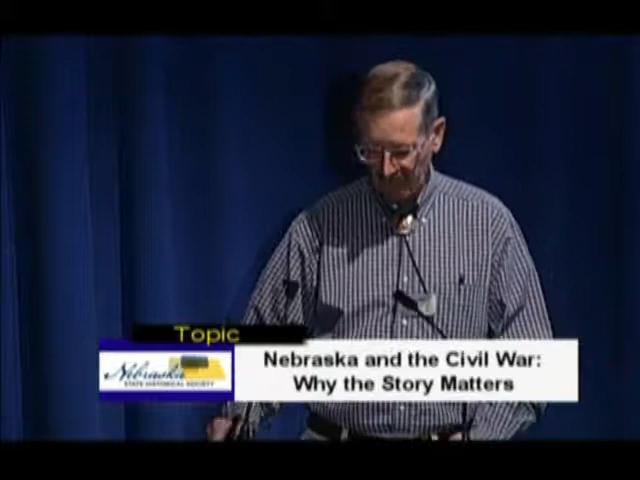 Topic
Nebraska
STATE HISTORICAL SOCIETY
Nebraska and the Civil War:
Why the Story Matters